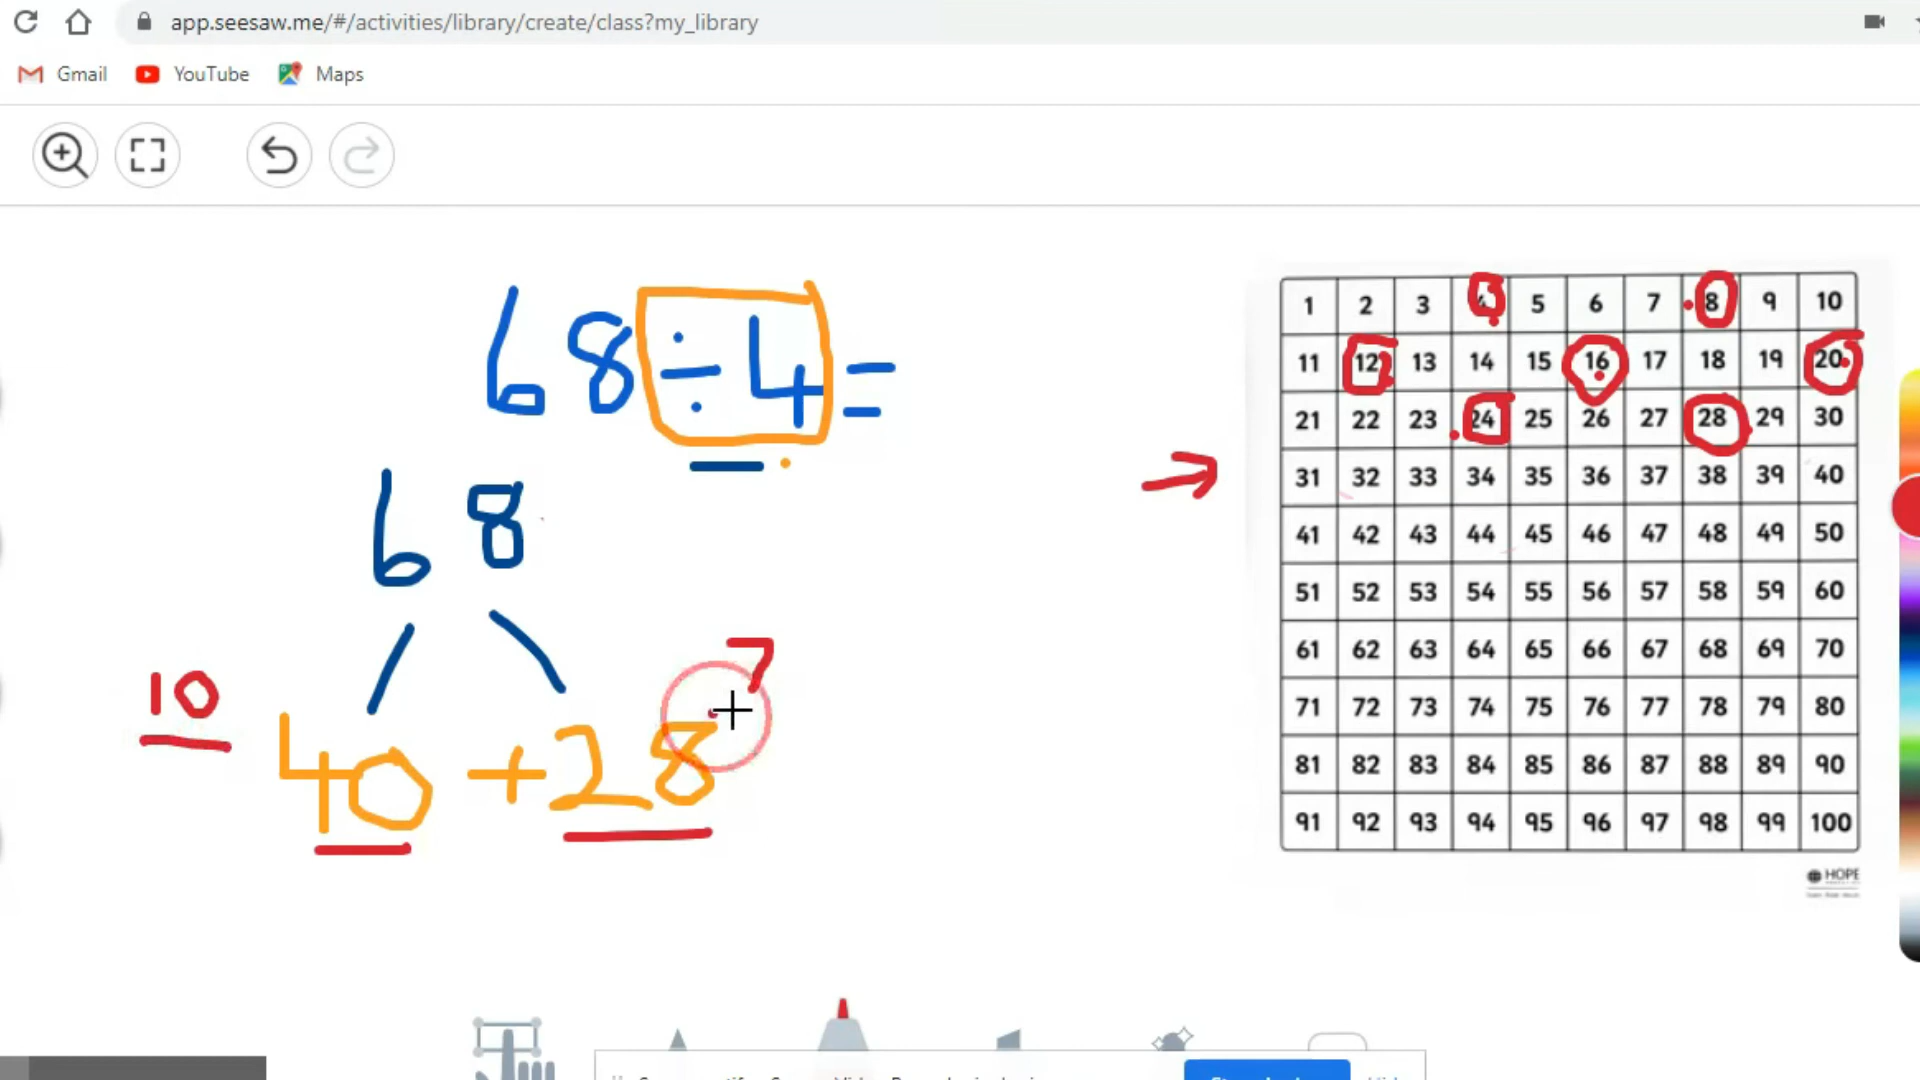 app.seesaw.me/#/activities/library/create/class?my_library
Gmail YouTube Maps
68 ÷ 4 =
68
10 7
40 + 28
1 2 3 4 5 6 7 8 9 10
11 12 13 14 15 16 17 18 19 20
21 22 23 24 25 26 27 28 29 30
31 32 33 34 35 36 37 38 39 40
41 42 43 44 45 46 47 48 49 50
51 52 53 54 55 56 57 58 59 60
61 62 63 64 65 66 67 68 69 70
71 72 73 74 75 76 77 78 79 80
81 82 83 84 85 86 87 88 89 90
91 92 93 94 95 96 97 98 99 100
HOPE